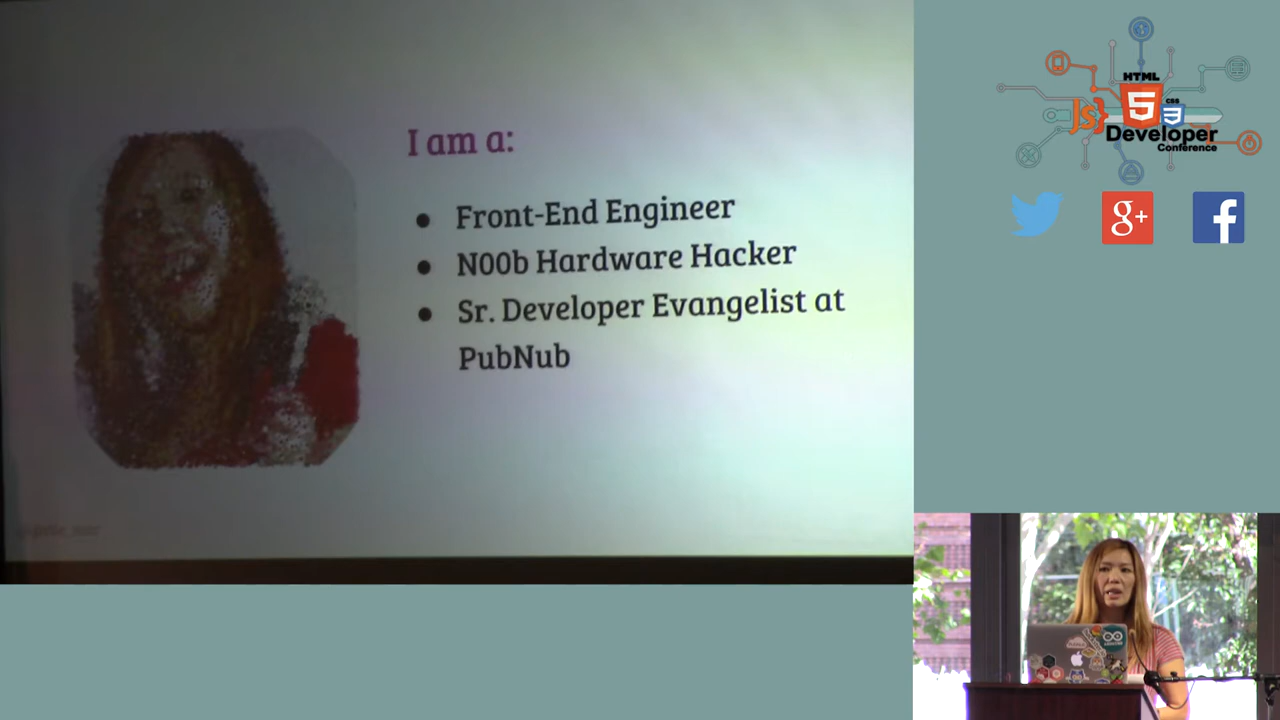 I am a:
● Front-End Engineer
● N00b Hardware Hacker
● Sr. Developer Evangelist at
PubNub
HTML
5
JS}
CSS
3
Developer
Conference
g+
f